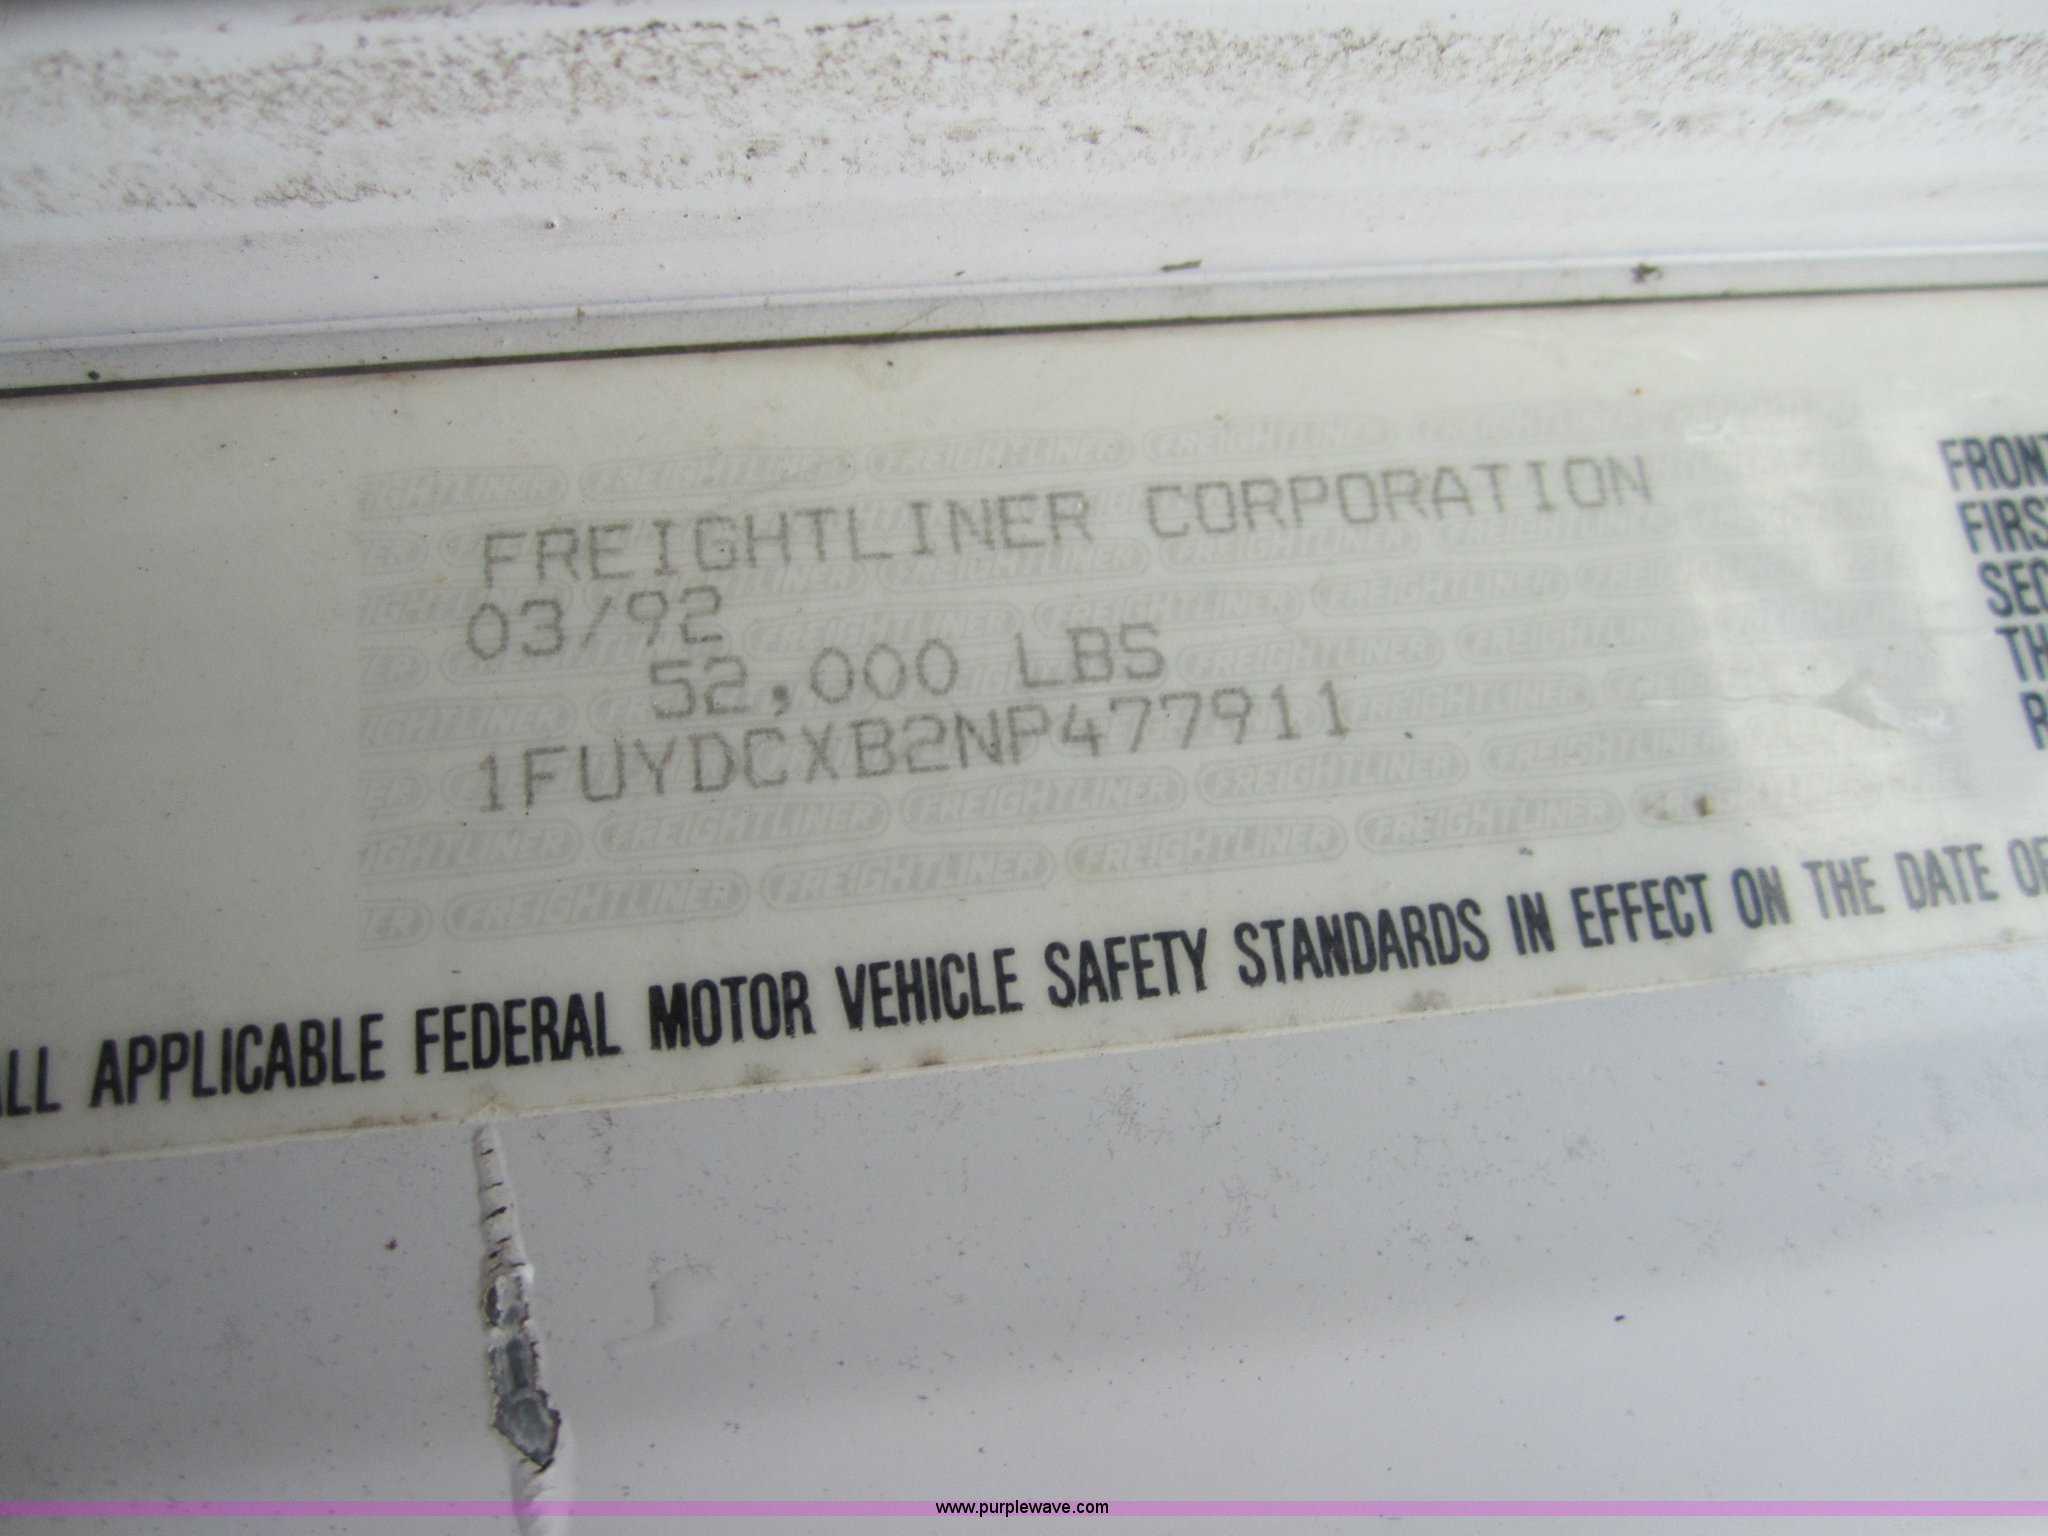 FREIGHTLINER CORPORATION
03/92
52,000 LBS
1FUYDCXB2NP477911
FRONT
FIRS
SEC
TH
R
ALL APPLICABLE FEDERAL MOTOR VEHICLE SAFETY STANDARDS IN EFFECT ON THE DATE OF
www.purplewave.com